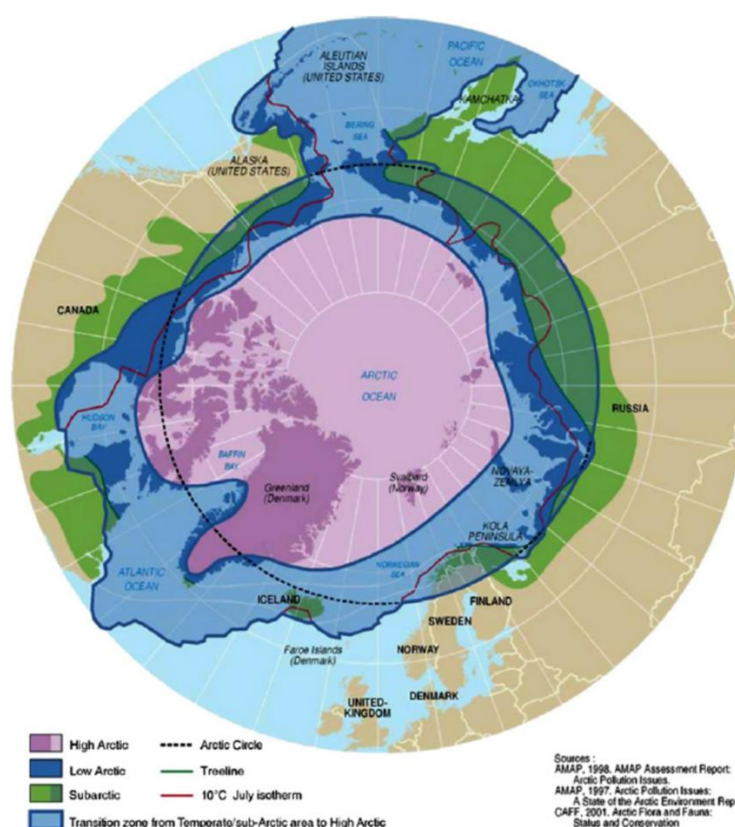 ALEUTIAN
ISLANDS
(UNITED STATES)
PACIFIC
OCEAN
KAMCHATKA
OKHOTSK
SEA
BERING
SEA
ALASKA
(UNITED STATES)
CANADA
ARCTIC
OCEAN
RUSSIA
HUDSON
BAY
BAFFIN
BAY
Greenland
(Denmark)
Svalbard
(Norway)
NOVAYA-
ZEMLYA
KOLA
PENINSULA
ATLANTIC
OCEAN
NORWEGIAN
SEA
ICELAND
FINLAND
SWEDEN
Faroe Islands
(Denmark)
NORWAY
UNITED-
KINGDOM
DENMARK
High Arctic
Arctic Circle
Low Arctic
Treeline
Subarctic
10°C July isotherm
Transition zone from Temperate/sub-Arctic area to High Arctic
Sources :
AMAP, 1998. AMAP Assessment Report:
Arctic Pollution Issues.
AMAP, 1997. Arctic Pollution Issues:
A State of the Arctic Environment Rep
CAFF, 2001. Arctic Flora and Fauna:
Status and Conservation